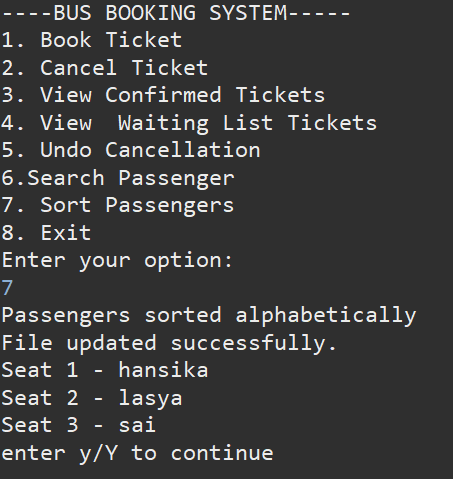 ----BUS BOOKING SYSTEM-----
1. Book Ticket
2. Cancel Ticket
3. View Confirmed Tickets
4. View  Waiting List Tickets
5. Undo Cancellation
6.Search Passenger
7. Sort Passengers
8. Exit
Enter your option:
7
Passengers sorted alphabetically
File updated successfully.
Seat 1 - hansika
Seat 2 - lasya
Seat 3 - sai
enter y/Y to continue